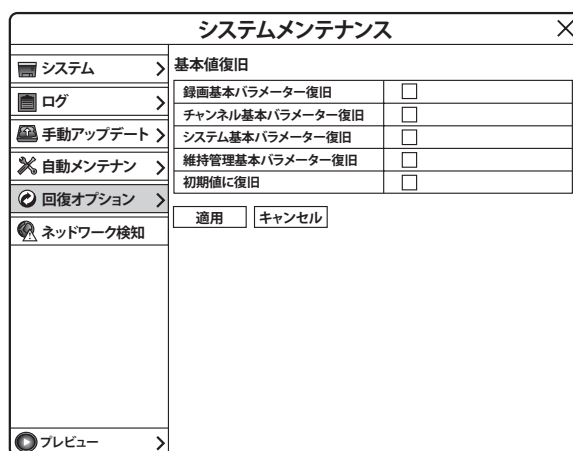 システムメンテナンス
システム
ログ
手動アップデート
自動メンテナン
回復オプション
ネッドワーク検知
プレビュー
基本値復旧
録画基本パラメーター復旧
チャンネル基本パラメーター復旧
システム基本パラメーター復旧
維持管理基本パラメーター復旧
初期値に復旧
適用
キャンセル